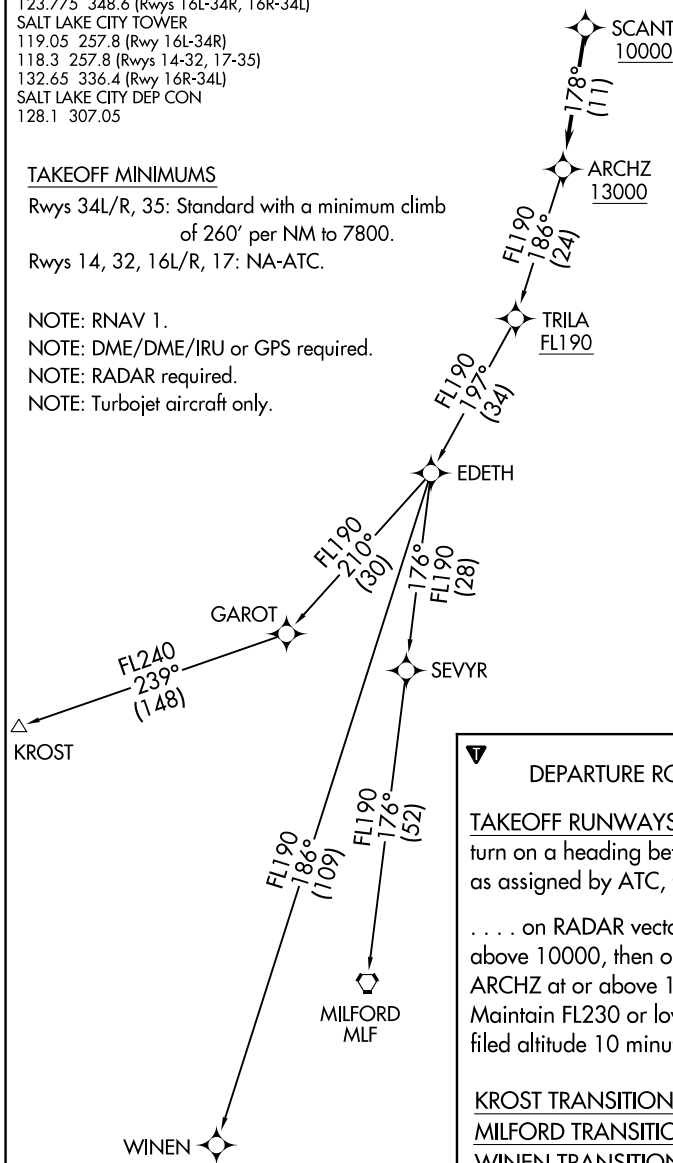 123.775 348.6 (Rwys 16L-34R, 16R-34L)
SALT LAKE CITY TOWER
119.05 257.8 (Rwy 16L-34R)
118.3 257.8 (Rwys 14-32, 17-35)
132.65 336.4 (Rwy 16R-34L)
SALT LAKE CITY DEP CON
128.1 307.05
SCANT
10000
178°
(11)
ARCHZ
13000
TAKEOFF MINIMUMS
Rwys 34L/R, 35: Standard with a minimum climb
of 260' per NM to 7800.
Rwys 14, 32, 16L/R, 17: NA-ATC.
FL190
186°
(24)
NOTE: RNAV 1.
NOTE: DME/DME/IRU or GPS required.
NOTE: RADAR required.
NOTE: Turbojet aircraft only.
TRILA
FL190
FL190
197°
(34)
EDETH
FL190
210°
(30)
176°
FL190
(28)
GAROT
FL240
239°
(148)
SEVYR
KROST
FL190
186°
(109)
FL190
176°
(52)
MILFORD
MLF
WINEN
T
DEPARTURE RO
TAKEOFF RUNWAYS
turn on a heading be
as assigned by ATC,
. . . . on RADAR vect
above 10000, then o
ARCHZ at or above 1
Maintain FL230 or lo
filed altitude 10 minu
KROST TRANSITION
MILFORD TRANSITIO
WINEN TRANSITION